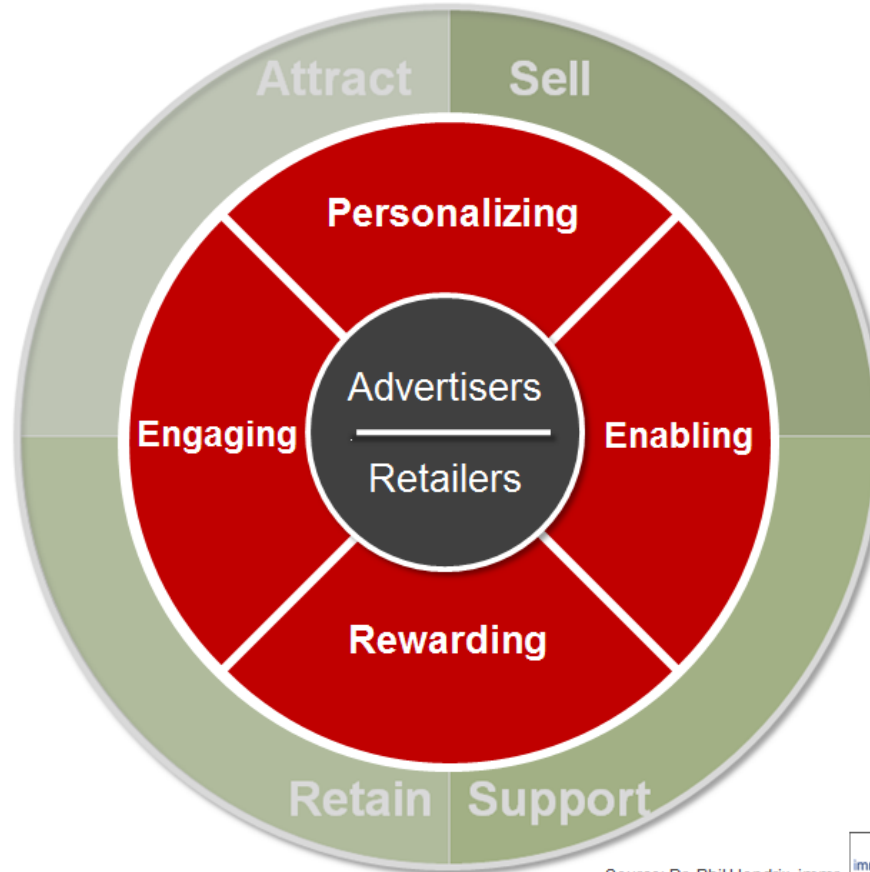 Attract Sell
Personalizing
Advertisers
Engaging Enabling
Retailers
Rewarding
Retain Support